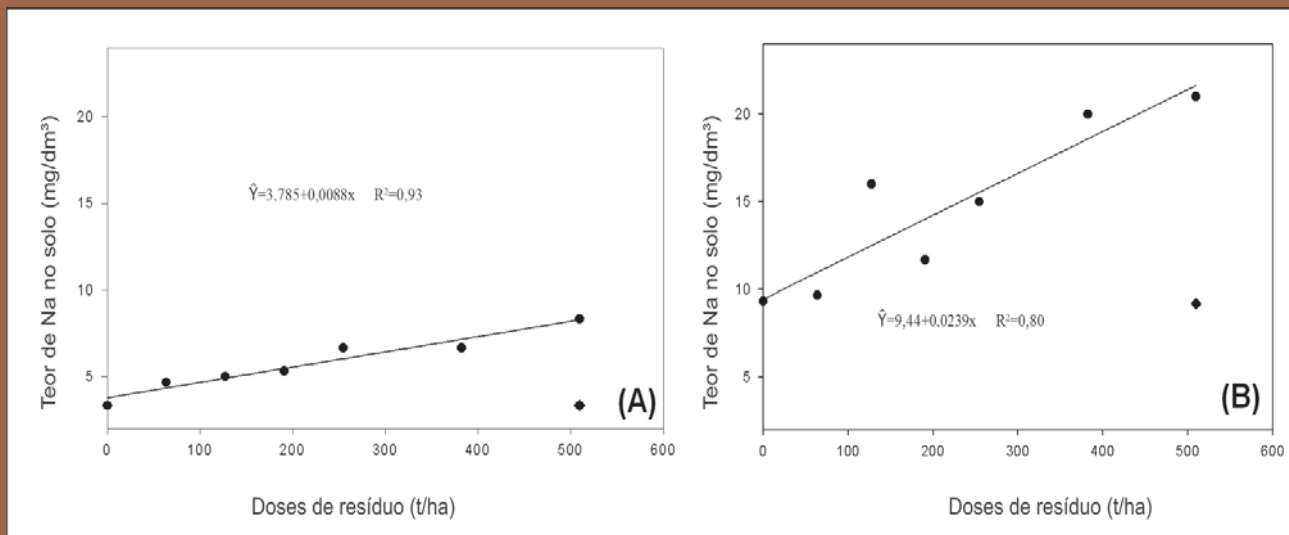 Teor de Na no solo (mg/dm³)
20
15
10
5
Ŷ=3.785+0,0088x R²=0,93
(A)
0 100 200 300 400 500 600
Doses de resíduo (t/ha)
Teor de Na no solo (mg/dm³)
20
15
10
5
Ŷ=9,44+0.0239x R²=0,80
(B)
0 100 200 300 400 500 600
Doses de resíduo (t/ha)